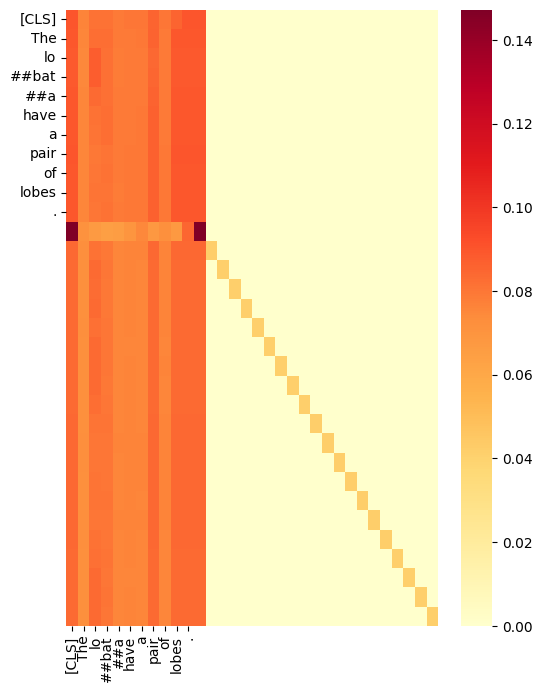 [CLS]
The
lo
##bat
##a
have
a
pair
of
lobes
.
0.14
0.12
0.10
0.08
0.06
0.04
0.02
0.00
[CLS]
The
lo
##bat
##a
have
a
pair
of
lobes
.